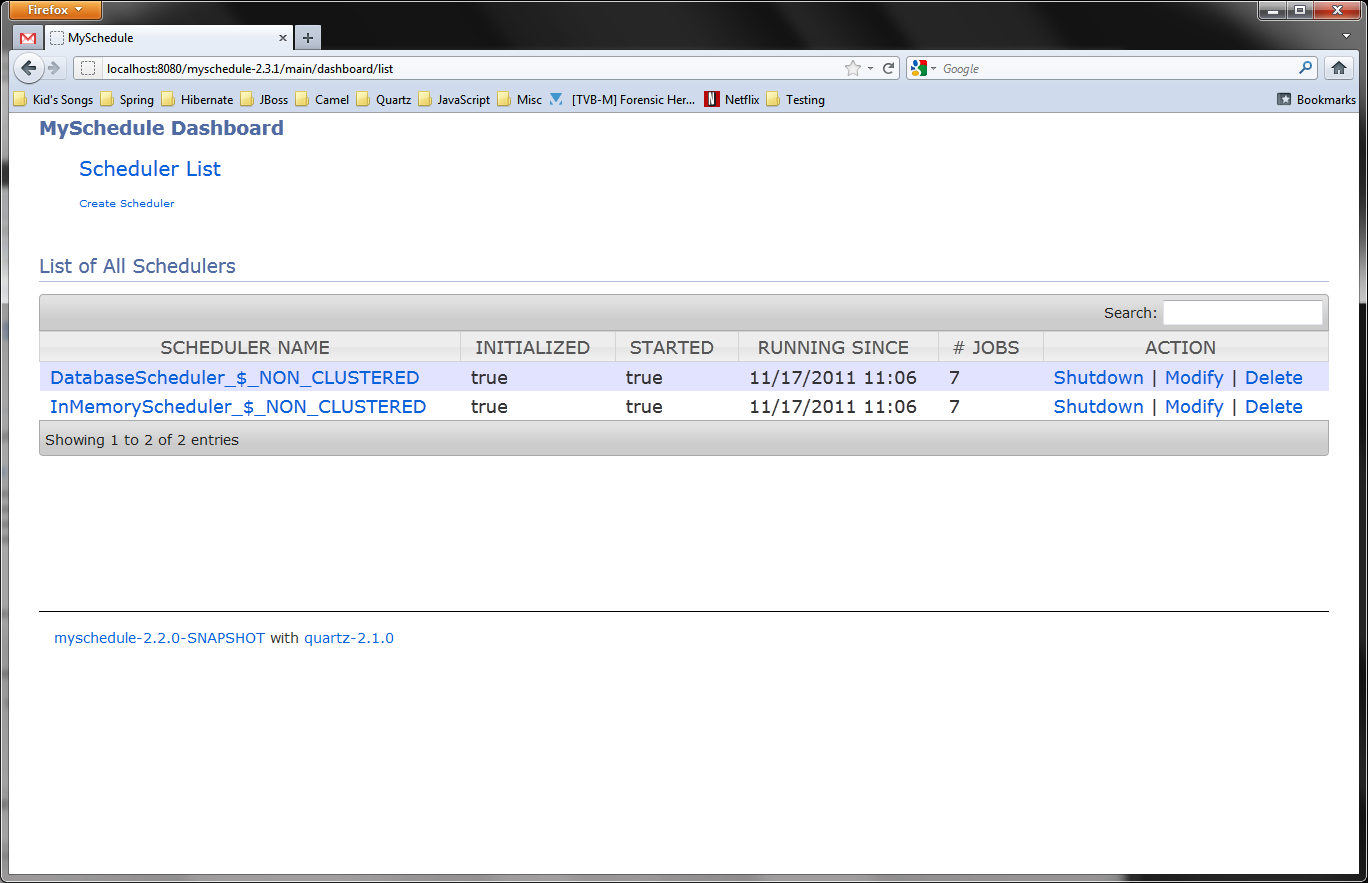 Firefox
MySchedule
localhost:8080/myschedule-2.3.1/main/dashboard/list
Google
Kid's Songs Spring Hibernate JBoss Camel Quartz JavaScript Misc [TVB-M] Forensic Her... Netflix Testing Bookmarks
MySchedule Dashboard
Scheduler List
Create Scheduler
List of All Schedulers
Search:
SCHEDULER NAME INITIALIZED STARTED RUNNING SINCE # JOBS ACTION
DatabaseScheduler_$_NON_CLUSTERED true true 11/17/2011 11:06 7 Shutdown | Modify | Delete
InMemoryScheduler_$_NON_CLUSTERED true true 11/17/2011 11:06 7 Shutdown | Modify | Delete
Showing 1 to 2 of 2 entries
myschedule-2.2.0-SNAPSHOT with quartz-2.1.0